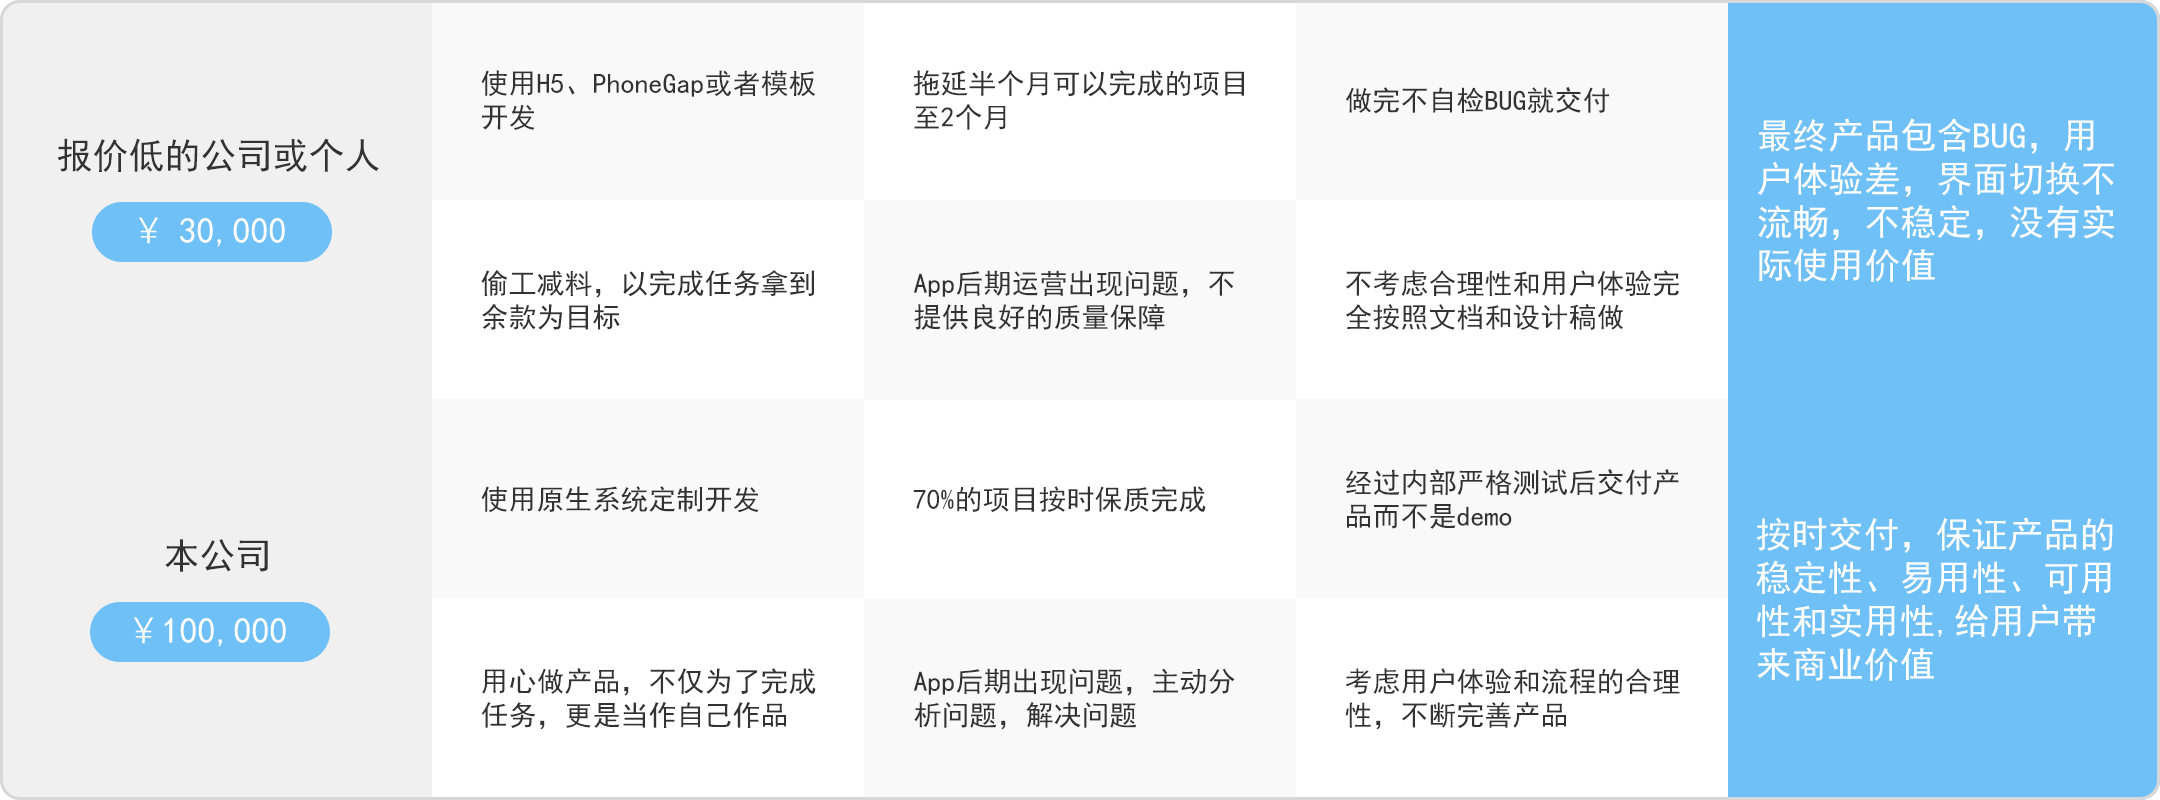 报价低的公司或个人
￥ 30,000
使用H5、PhoneGap或者模板
开发
拖延半个月可以完成的项目
至2个月
做完不自检BUG就交付
偷工减料，以完成任务拿到
余款为目标
App后期运营出现问题，不
提供良好的质量保障
不考虑合理性和用户体验完
全按照文档和设计稿做
最终产品包含BUG，用
户体验差，界面切换不
流畅，不稳定，没有实
际使用价值
本公司
￥100,000
使用原生系统定制开发
70%的项目按时保质完成
经过内部严格测试后交付产
品而不是demo
用心做产品，不仅为了完成
任务，更是当作自己作品
App后期出现问题，主动分
析问题，解决问题
考虑用户体验和流程的合理
性，不断完善产品
按时交付，保证产品的
稳定性、易用性、可用
性和实用性,给用户带
来商业价值